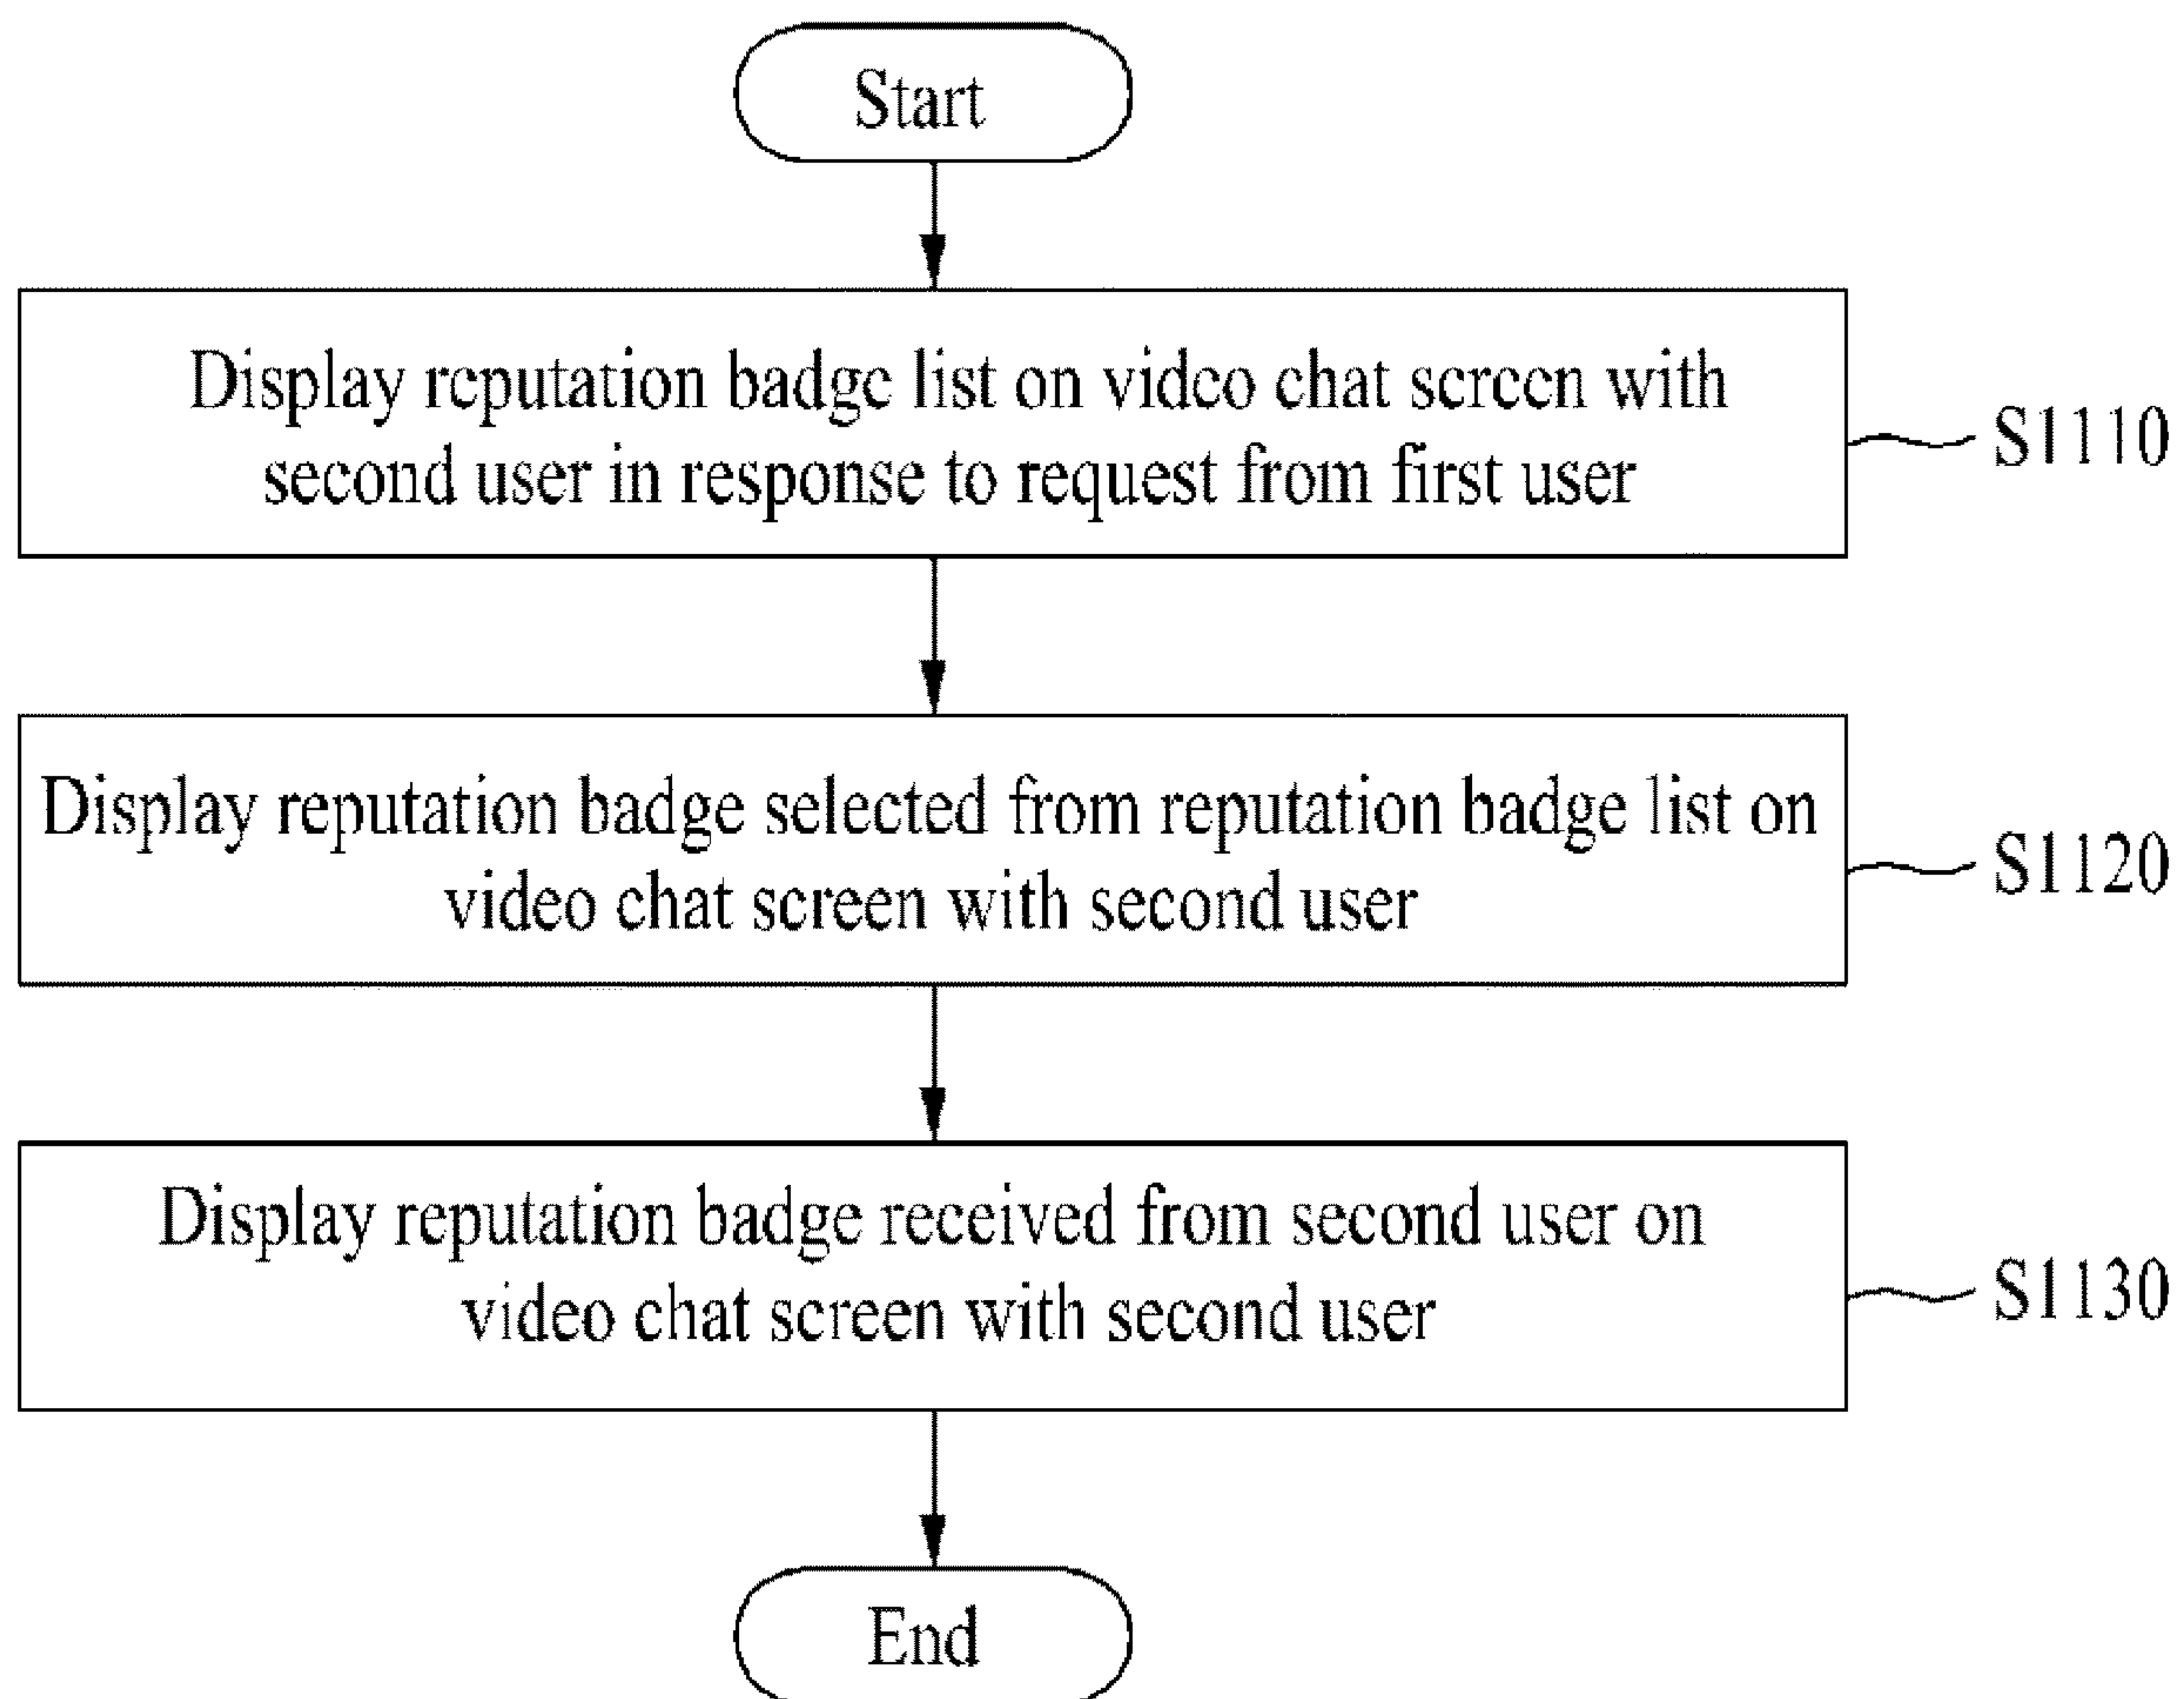 Start
Display reputation badge list on video chat screen with
second user in response to request from first user
S1110
Display reputation badge selected from reputation badge list on
video chat screen with second user
S1120
Display reputation badge received from second user on
video chat screen with second user
S1130
End